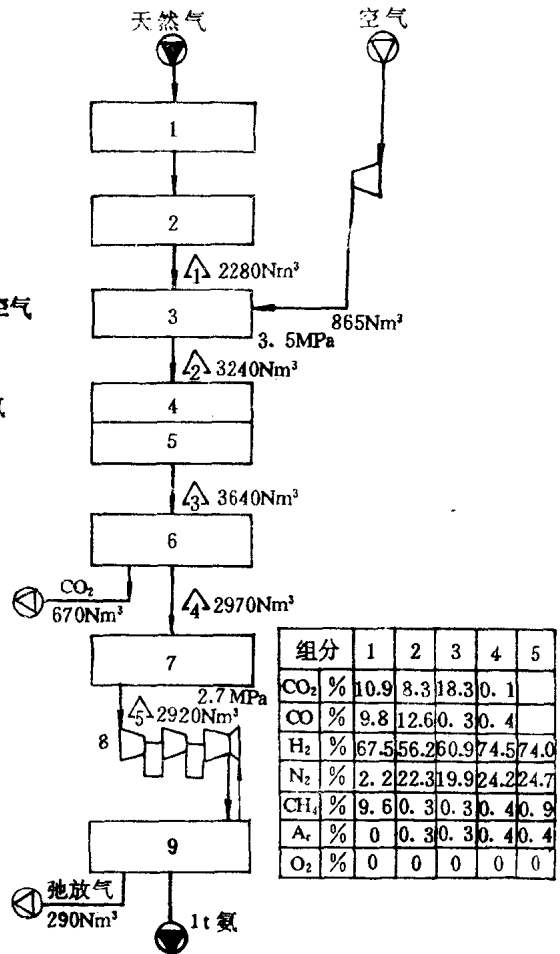 天然气
空气
1
2
1 2280Nm³
空气
3
865Nm³
3. 5MPa
2 3240Nm³
4
5
3 3640Nm³
6
CO₂
670Nm³
4 2970Nm³
7
2.7MPa
5 2920Nm³
8
9
弛放气
290Nm³
1t 氨
组分 1 2 3 4 5
CO₂ % 10.9 8.3 18.3 0. 1
CO % 9.8 12.6 0. 3 0. 4
H₂ % 67.5 56.2 60.9 74.5 74.0
N₂ % 2. 2 22.3 19.9 24.2 24.7
CH₄ % 9. 6 0. 3 0. 3 0. 4 0. 9
Aᵣ % 0 0. 3 0. 3 0. 4 0. 4
O₂ % 0 0 0 0 0